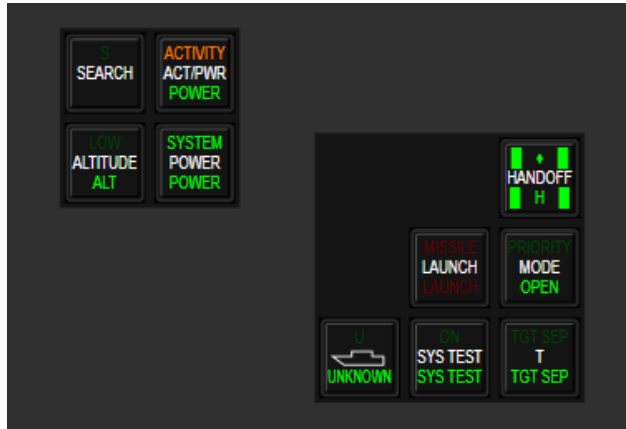 S
SEARCH
ACTIVITY
ACT/PWR
POWER
LOW
ALTITUDE
ALT
SYSTEM
POWER
POWER
HANDOFF
H
MISSILE
LAUNCH
LAUNCH
PRIORITY
MODE
OPEN
U
UNKNOWN
ON
SYS TEST
SYS TEST
TGT SEP
T
TGT SEP